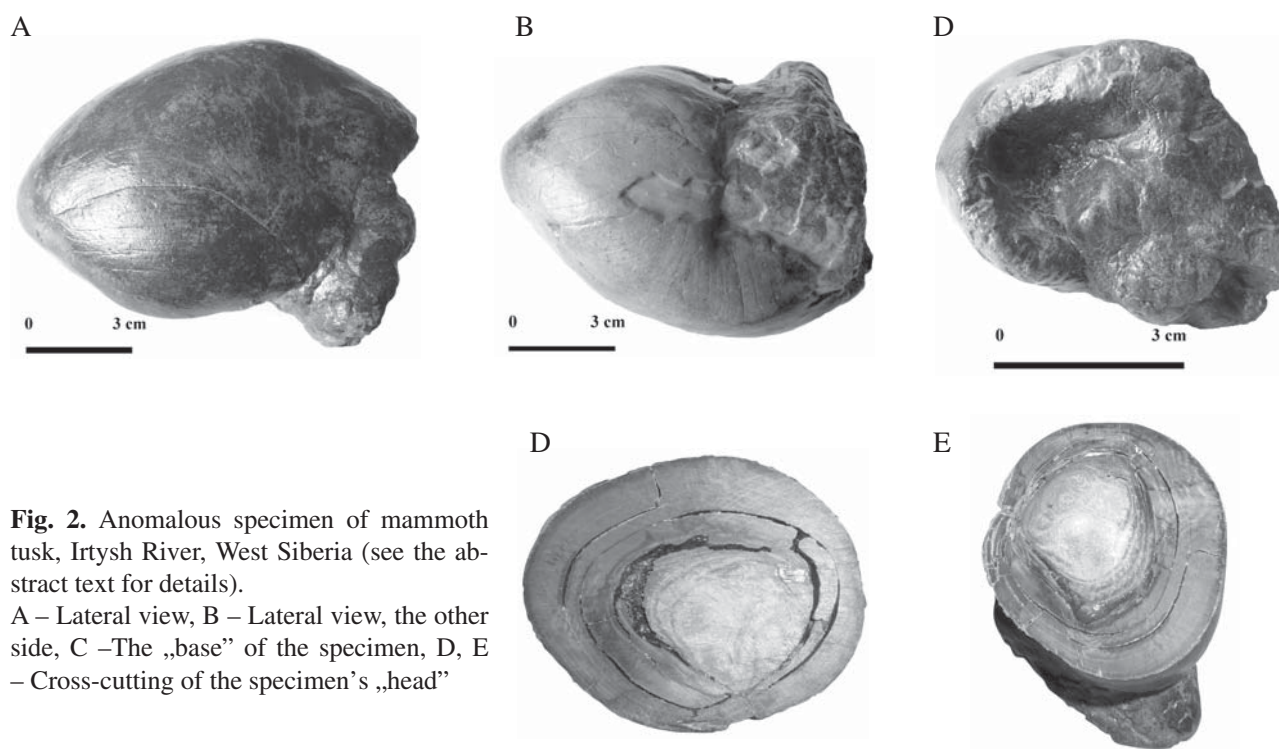 A
B
D
0 3 cm
0 3 cm
0 3 cm
D
E
Fig. 2. Anomalous specimen of mammoth
tusk, Irtysh River, West Siberia (see the ab-
stract text for details).
A – Lateral view, B – Lateral view, the other
side, C –The „base” of the specimen, D, E
– Cross-cutting of the specimen’s „head”